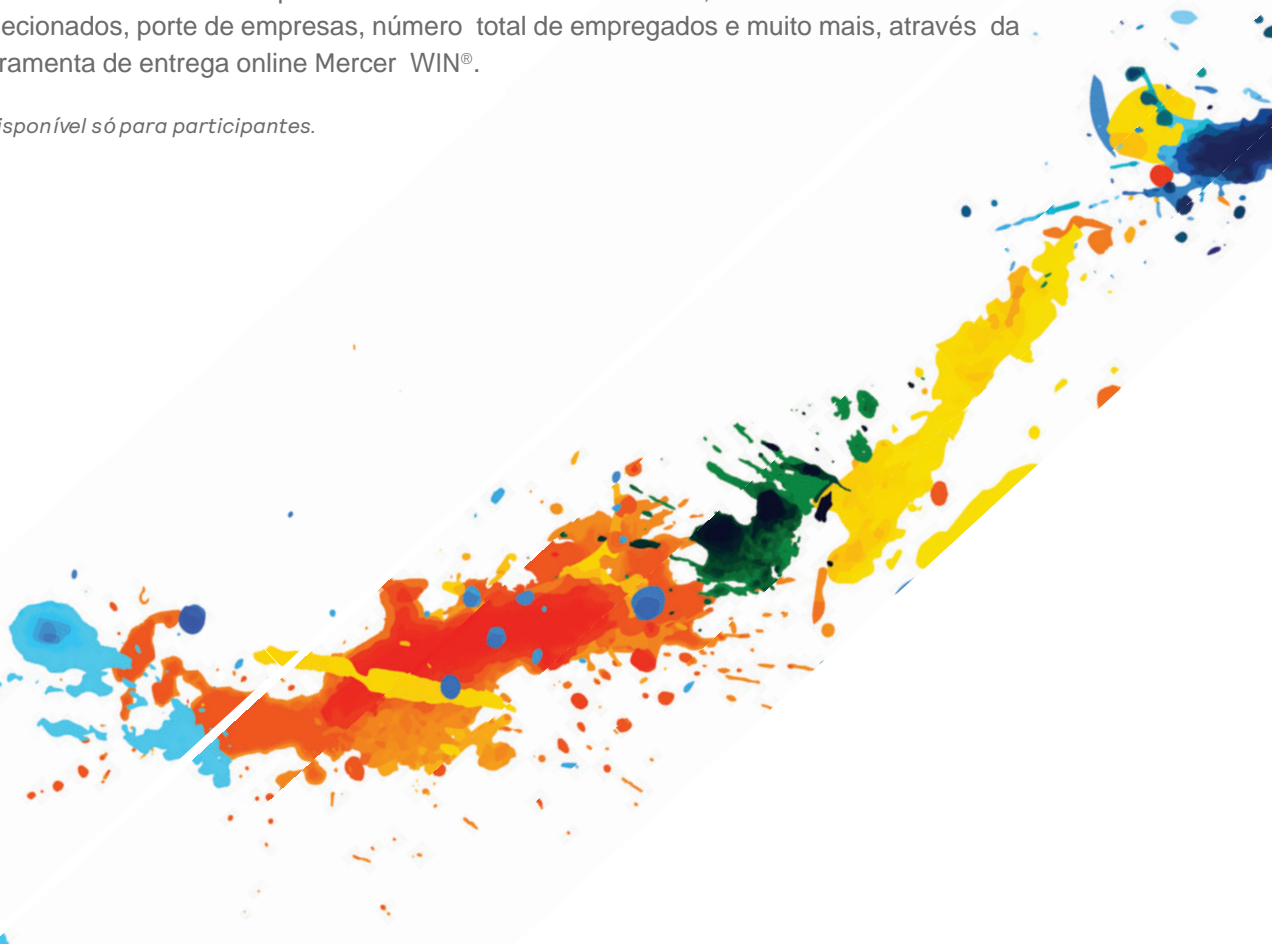 ecionados, porte de empresas, número total de empregados e muito mais, através da
ramenta de entrega online Mercer WIN®.
isponível só para participantes.